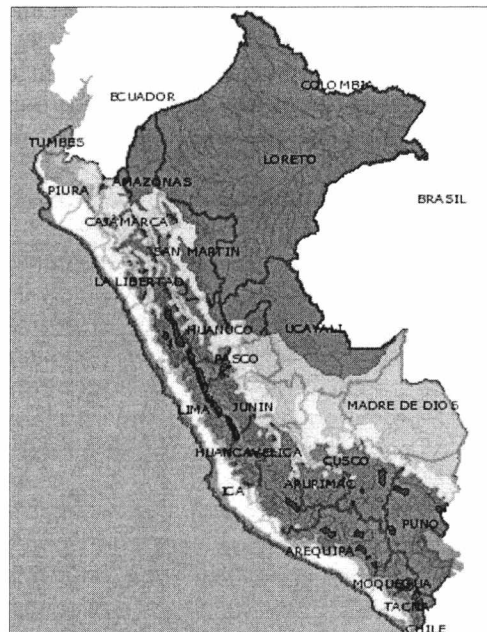 COLOMBIA
ECUADOR
TUMBES
LORETO
PIURA
AMAZONAS
BRASIL
CAJAMARCA
SAN MARTIN
LA LIBERTAD
HUANUCO
UCAYALI
PASCO
LIMA
JUNIN
MADRE DE DIOS
HUANCAVELICA
CUSCO
ICA
APURIMAC
PUNO
AREQUIPA
MOQUEGUA
TACNA
CHILE